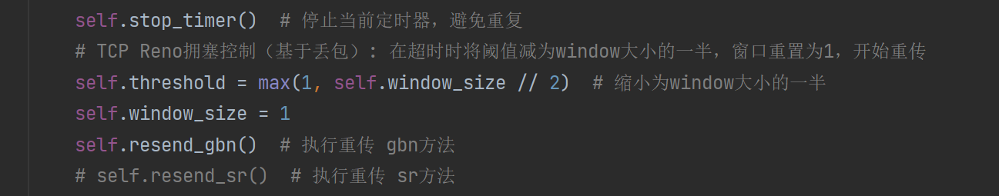 self.stop_timer()  # 停止当前定时器，避免重复
# TCP Reno拥塞控制（基于丢包）: 在超时时将阈值减为window大小的一半，窗口重置为1，开始重传
self.threshold = max(1, self.window_size // 2)  # 缩小为window大小的一半
self.window_size = 1
self.resend_gbn()  # 执行重传 gbn方法
# self.resend_sr()  # 执行重传 sr方法